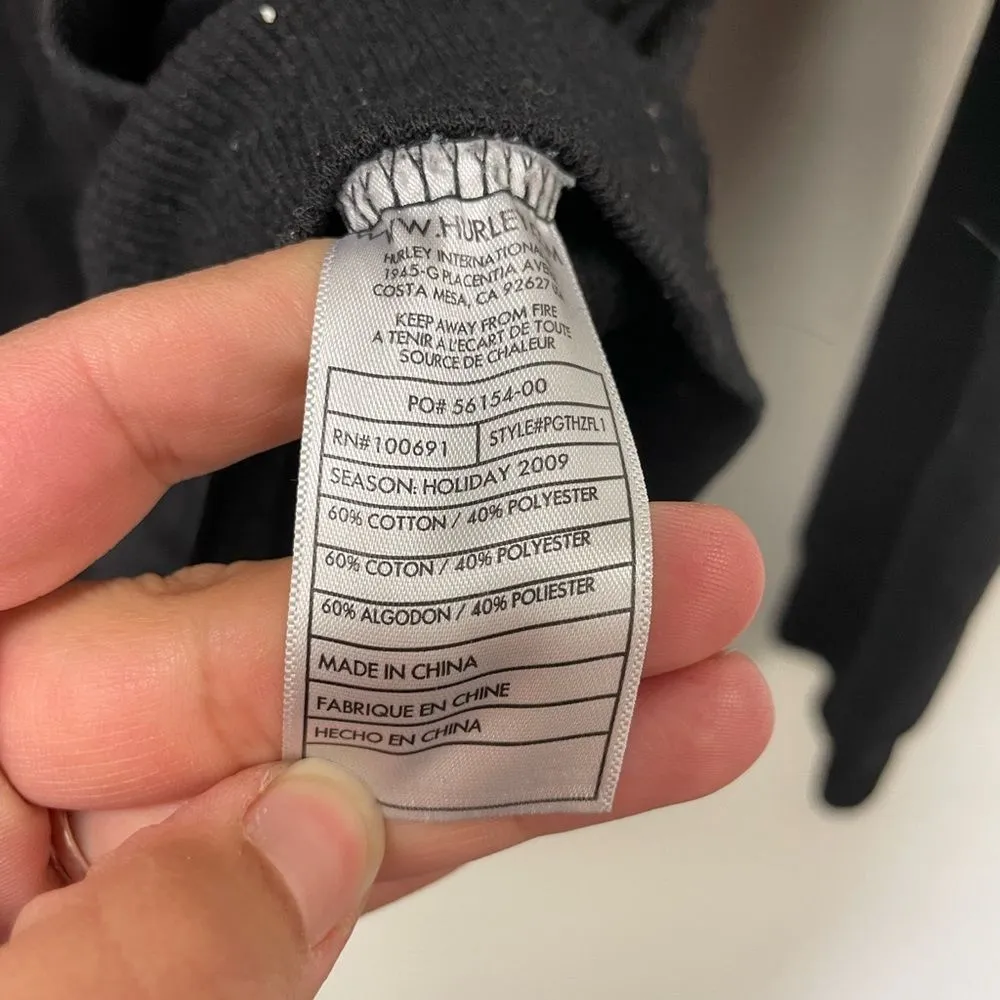 W.HURLEY
HURLEY INTERNATIONAL
1945-G PLACENTIA AVE
COSTA MESA, CA 92627
KEEP AWAY FROM FIRE
A TENIR A L'ECART DE TOUTE
SOURCE DE CHALEUR
PO# 56154-00
RN#100691 STYLE#PGTHZFL1
SEASON: HOLIDAY 2009
60% COTTON / 40% POLYESTER
60% COTON / 40% POLYESTER
60% ALGODON / 40% POLIESTER
MADE IN CHINA
FABRIQUE EN CHINE
HECHO EN CHINA